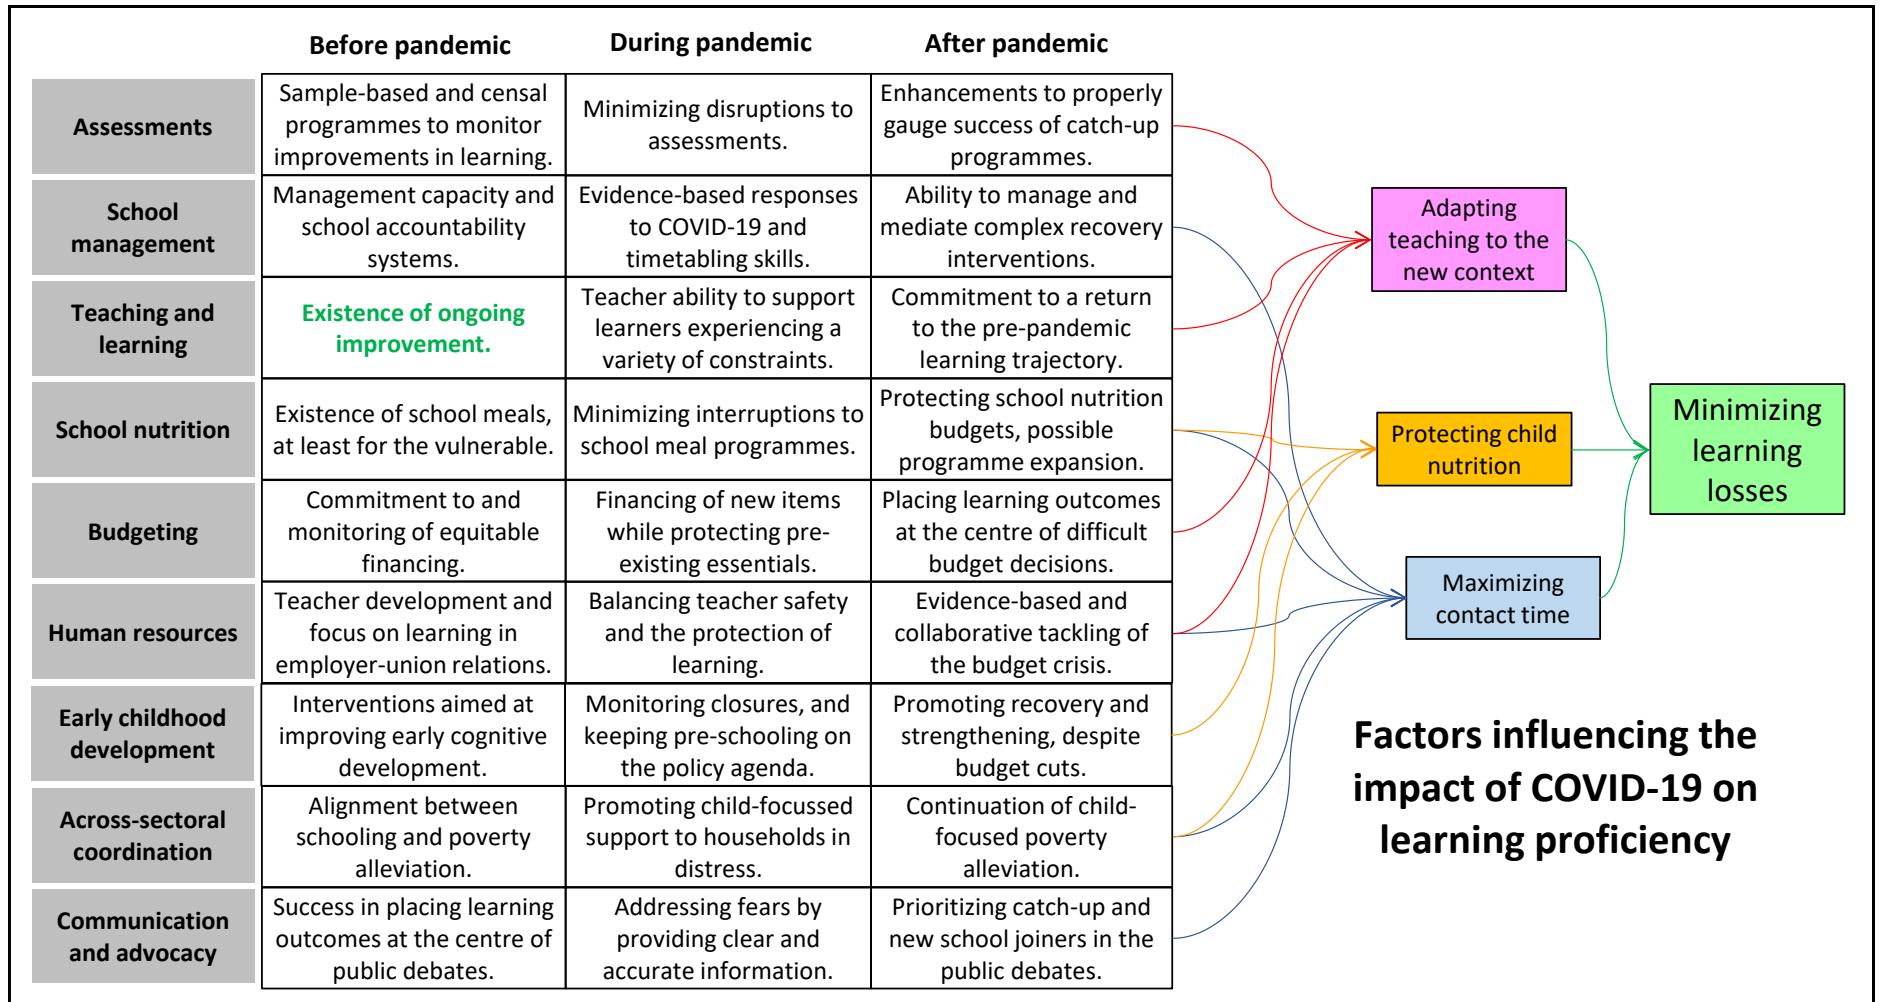 Before pandemic
During pandemic
After pandemic
Assessments
Sample-based and censal
programmes to monitor
improvements in learning.
Minimizing disruptions to
assessments.
Enhancements to properly
gauge success of catch-up
programmes.
School
management
Management capacity and
school accountability
systems.
Evidence-based responses
to COVID-19 and
timetabling skills.
Ability to manage and
mediate complex recovery
interventions.
Teaching and
learning
Existence of ongoing
improvement.
Teacher ability to support
learners experiencing a
variety of constraints.
Commitment to a return
to the pre-pandemic
learning trajectory.
School nutrition
Existence of school meals,
at least for the vulnerable.
Minimizing interruptions to
school meal programmes.
Protecting school nutrition
budgets, possible
programme expansion.
Budgeting
Commitment to and
monitoring of equitable
financing.
Financing of new items
while protecting pre-
existing essentials.
Placing learning outcomes
at the centre of difficult
budget decisions.
Human resources
Teacher development and
focus on learning in
employer-union relations.
Balancing teacher safety
and the protection of
learning.
Evidence-based and
collaborative tackling of
the budget crisis.
Early childhood
development
Interventions aimed at
improving early cognitive
development.
Monitoring closures, and
keeping pre-schooling on
the policy agenda.
Promoting recovery and
strengthening, despite
budget cuts.
Across-sectoral
coordination
Alignment between
schooling and poverty
alleviation.
Promoting child-focussed
support to households in
distress.
Continuation of child-
focused poverty
alleviation.
Communication
and advocacy
Success in placing learning
outcomes at the centre of
public debates.
Addressing fears by
providing clear and
accurate information.
Prioritizing catch-up and
new school joiners in the
public debates.
Adapting
teaching to the
new context
Protecting child
nutrition
Maximizing
contact time
Minimizing
learning
losses
Factors influencing the
impact of COVID-19 on
learning proficiency